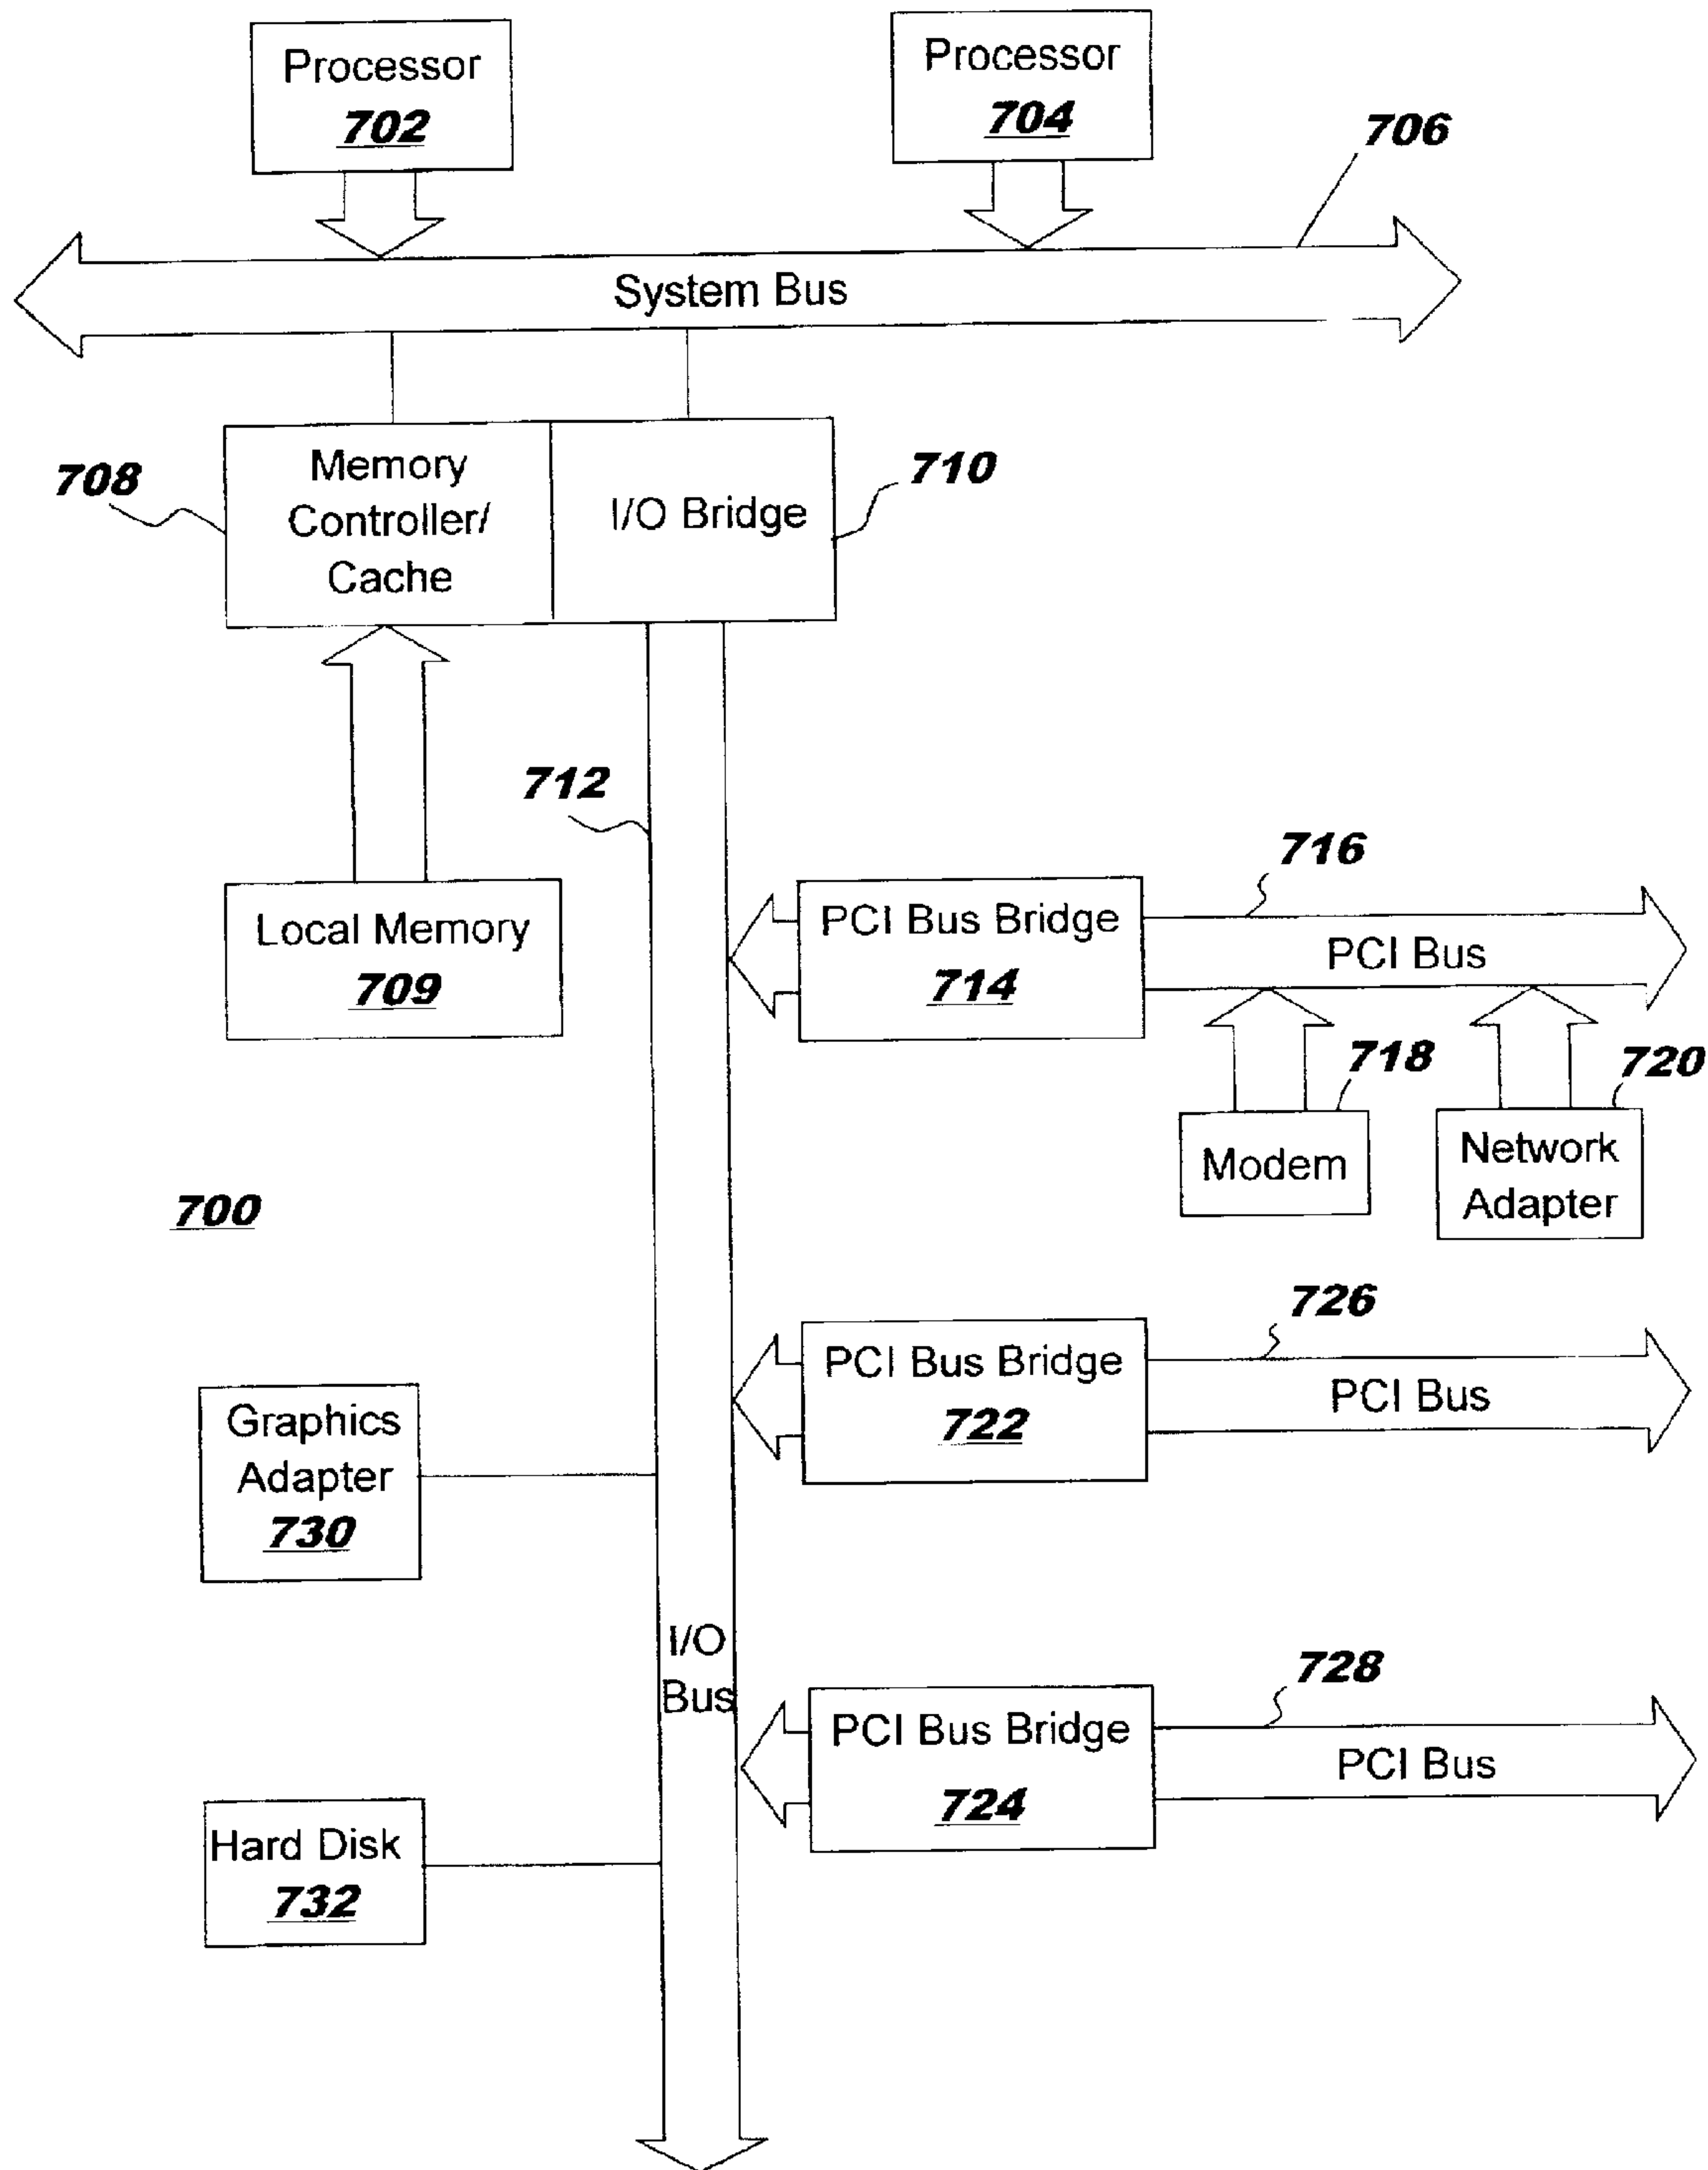 Processor
702
Processor
704
706
System Bus
708
Memory
Controller/
Cache
I/O Bridge
710
712
Local Memory
709
PCI Bus Bridge
714
716
PCI Bus
718
Modem
720
Network
Adapter
700
PCI Bus Bridge
722
726
PCI Bus
Graphics
Adapter
730
I/O
Bus
PCI Bus Bridge
724
728
PCI Bus
Hard Disk
732